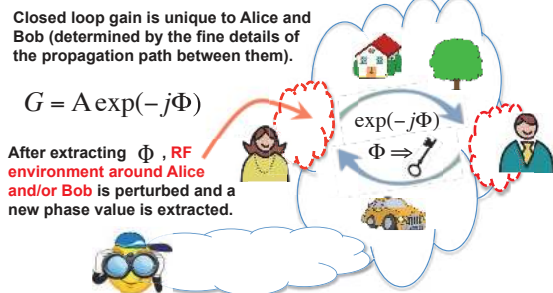 Closed loop gain is unique to Alice and
Bob (determined by the fine details of
the propagation path between them).
G = A exp(−jΦ)
After extracting Φ , RF
environment around Alice
and/or Bob is perturbed and a
new phase value is extracted.
exp(−jΦ)
Φ ⇒